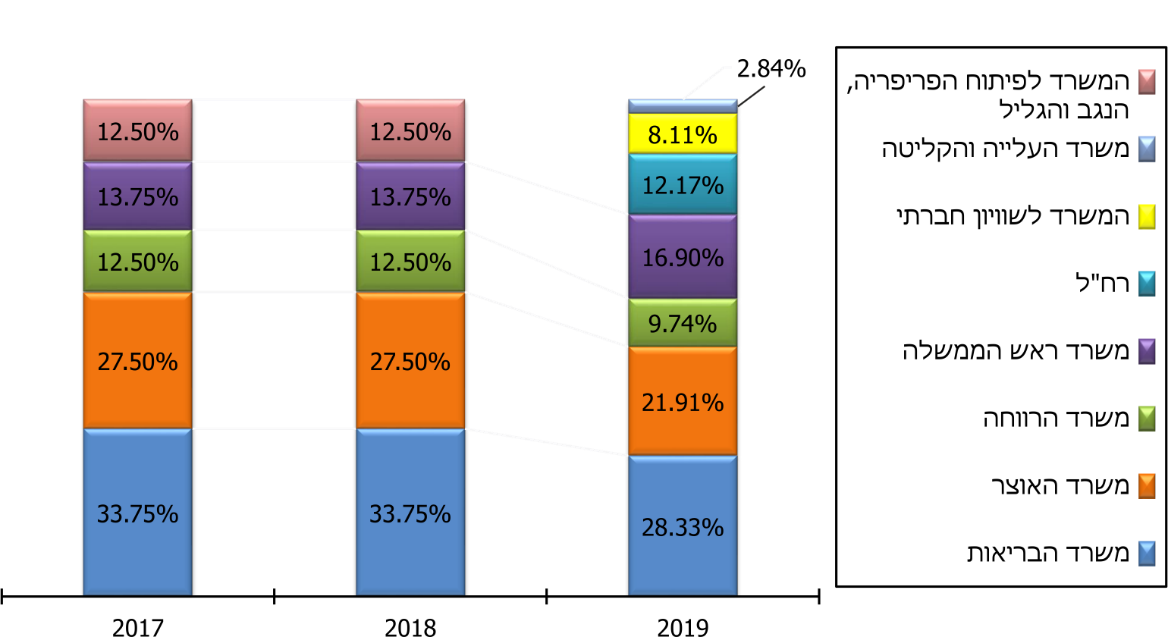 2.84%
12.50%
12.50%
8.11%
13.75%
13.75%
12.17%
12.50%
12.50%
16.90%
27.50%
27.50%
9.74%
33.75%
33.75%
21.91%
28.33%
2017
2018
2019
המשרד לפיתוח הפריפריה,
הנגב והגליל
משרד העלייה והקליטה
המשרד לשוויון חברתי
רח"ל
משרד ראש הממשלה
משרד הרווחה
משרד האוצר
משרד הבריאות